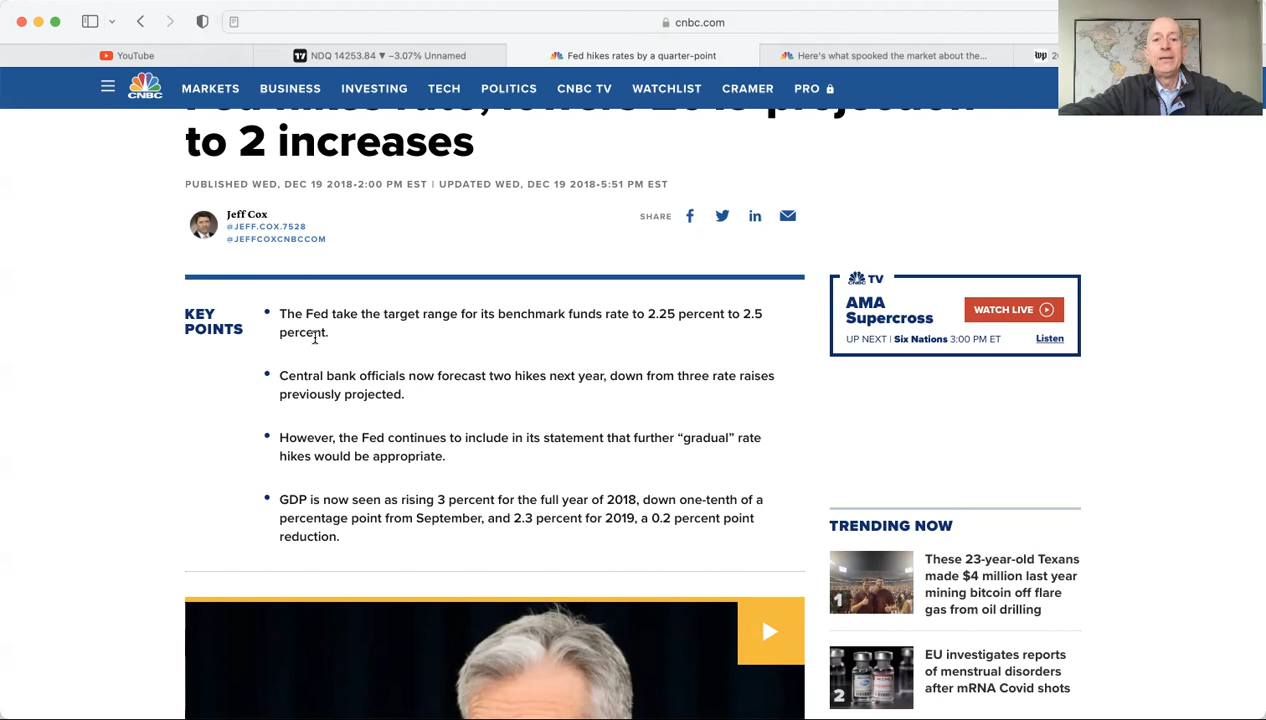 cnbc.com
YouTube
NDQ 14253.84 ▼ −3.07% Unnamed
Fed hikes rates by a quarter-point
Here's what spooked the market about the...
wp
CNBC
MARKETS BUSINESS INVESTING TECH POLITICS CNBC TV WATCHLIST CRAMER PRO
to 2 increases
PUBLISHED WED, DEC 19 2018•2:00 PM EST | UPDATED WED, DEC 19 2018•5:51 PM EST
Jeff Cox
@JEFF.COX.7528
@JEFFCOXCNBCCOM
SHARE
KEY
POINTS
• The Fed take the target range for its benchmark funds rate to 2.25 percent to 2.5
percent.
• Central bank officials now forecast two hikes next year, down from three rate raises
previously projected.
• However, the Fed continues to include in its statement that further “gradual” rate
hikes would be appropriate.
• GDP is now seen as rising 3 percent for the full year of 2018, down one-tenth of a
percentage point from September, and 2.3 percent for 2019, a 0.2 percent point
reduction.
TV
AMA
Supercross
WATCH LIVE
UP NEXT | Six Nations 3:00 PM ET
Listen
TRENDING NOW
1
These 23-year-old Texans
made $4 million last year
mining bitcoin off flare
gas from oil drilling
2
EU investigates reports
of menstrual disorders
after mRNA Covid shots